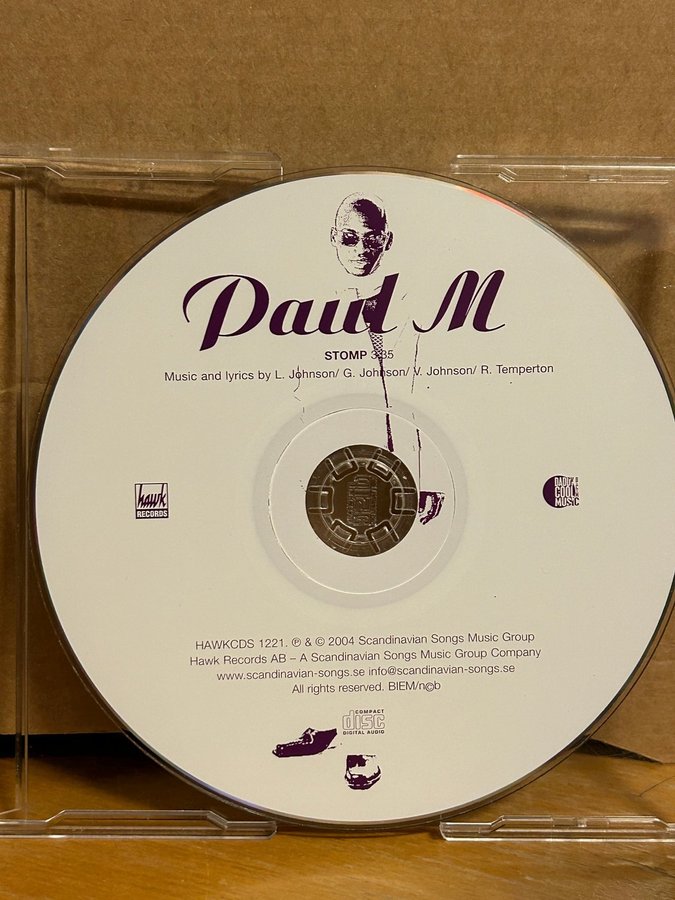 Paul M
STOMP 3:35
Music and lyrics by L. Johnson/ G. Johnson/ V. Johnson/ R. Temperton
hawk
RECORDS
DADDY
COOL
MUSIC
HAWKCDS 1221. ℗ & © 2004 Scandinavian Songs Music Group
Hawk Records AB – A Scandinavian Songs Music Group Company
www.scandinavian-songs.se info@scandinavian-songs.se
All rights reserved. BIEM/n©b
COMPACT
disc
DIGITAL AUDIO